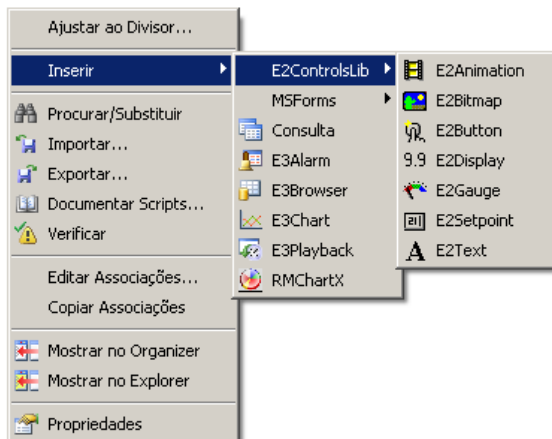 Ajustar ao Divisor...
Inserir
Procurar/Substituir
Importar...
Exportar...
Documentar Scripts...
Verificar
Editar Associações...
Copiar Associações
Mostrar no Organizer
Mostrar no Explorer
Propriedades
E2ControlsLib
MSForms
Consulta
E3Alarm
E3Browser
E3Chart
E3Playback
RMChartX
E2Animation
E2Bitmap
E2Button
9.9 E2Display
E2Gauge
E2Setpoint
A E2Text